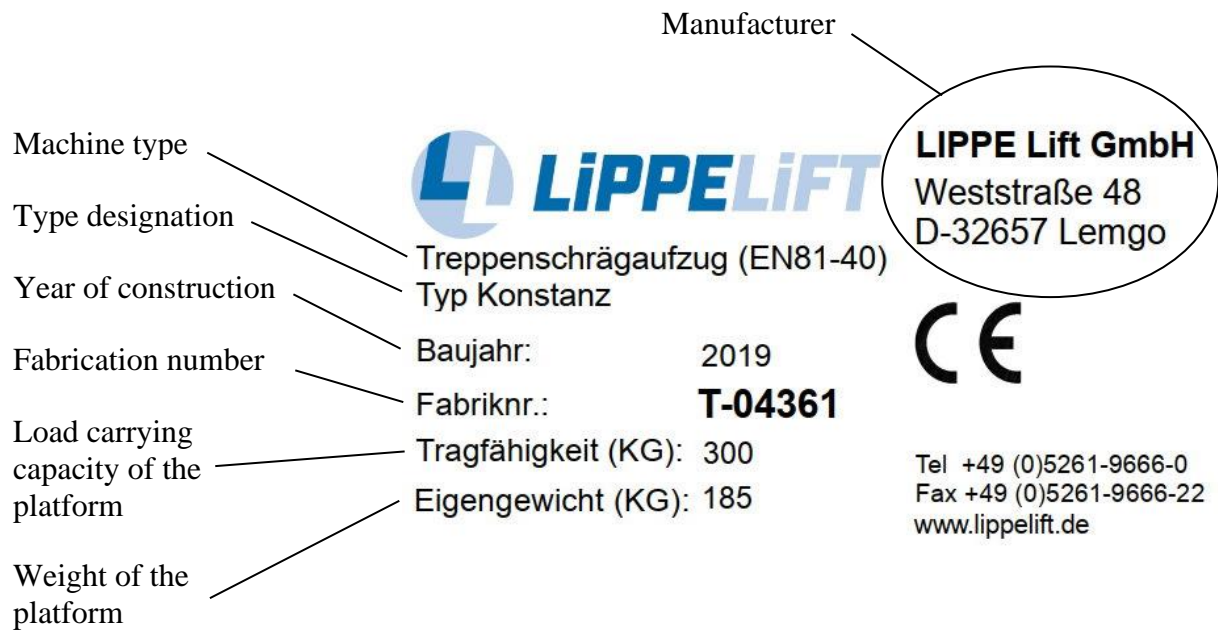 Manufacturer
Machine type
Type designation
Year of construction
Fabrication number
Load carrying
capacity of the
platform
Weight of the
platform
LiPPELiFT
Treppenschrägaufzug (EN81-40)
Typ Konstanz
Baujahr: 2019
Fabriknr.: T-04361
Tragfähigkeit (KG): 300
Eigengewicht (KG): 185
LIPPE Lift GmbH
Weststraße 48
D-32657 Lemgo
CE
Tel +49 (0)5261-9666-0
Fax +49 (0)5261-9666-22
www.lippelift.de